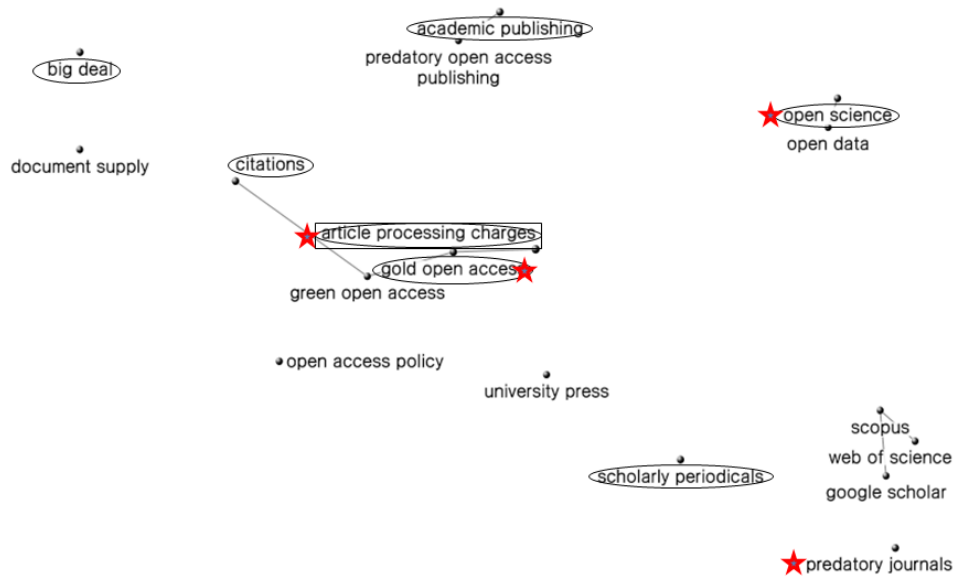 academic publishing
predatory open access
publishing
big deal
open science
open data
document supply
citations
article processing charges
gold open access
green open access
open access policy
university press
scopus
web of science
scholarly periodicals
google scholar
predatory journals